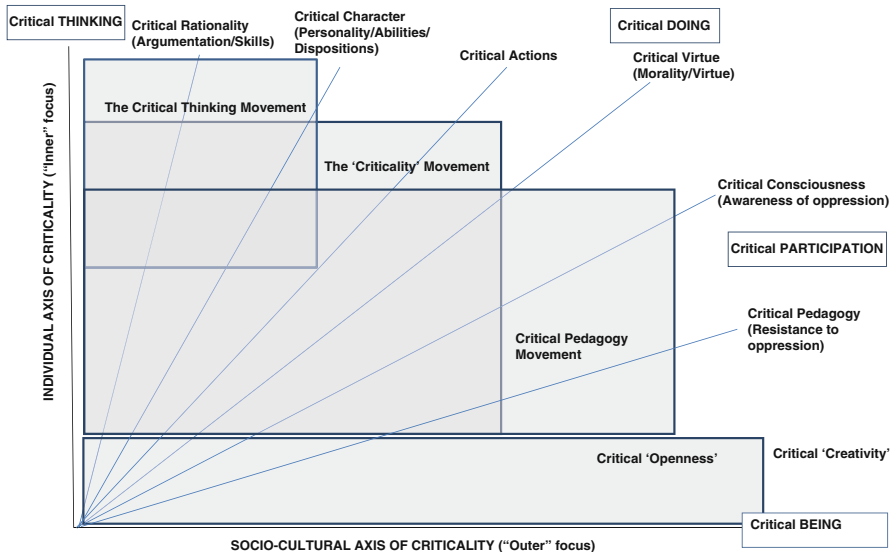 Critical THINKING
Critical Rationality
(Argumentation/Skills)
Critical Character
(Personality/Abilities/
Dispositions)
Critical Actions
Critical DOING
Critical Virtue
(Morality/Virtue)
The Critical Thinking Movement
The ‘Criticality’ Movement
Critical Consciousness
(Awareness of oppression)
Critical PARTICIPATION
Critical Pedagogy
(Resistance to
oppression)
Critical Pedagogy
Movement
Critical ‘Openness’
Critical ‘Creativity’
Critical BEING
INDIVIDUAL AXIS OF CRITICALITY (“Inner” focus)
SOCIO-CULTURAL AXIS OF CRITICALITY (“Outer” focus)